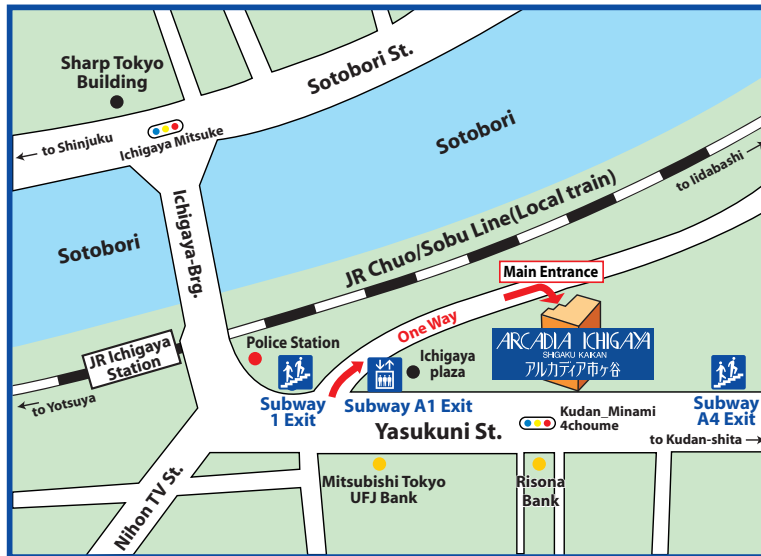 Sharp Tokyo
Building
Sotobori St.
← to Shinjuku
Ichigaya Mitsuke
Sotobori
to Iidabashi →
Ichigaya-Brg.
Sotobori
JR Chuo/Sobu Line(Local train)
Main Entrance
One Way
ARCADIA ICHIGAYA
SHIGAKU KAIKAN
アルカディア市ヶ谷
Police Station
JR Ichigaya
Station
Ichigaya
plaza
← to Yotsuya
Subway
1 Exit
Subway A1 Exit
Subway
A4 Exit
Kudan_Minami
4choume
Yasukuni St.
to Kudan-shita →
Nihon TV St.
Mitsubishi Tokyo
UFJ Bank
Risona
Bank